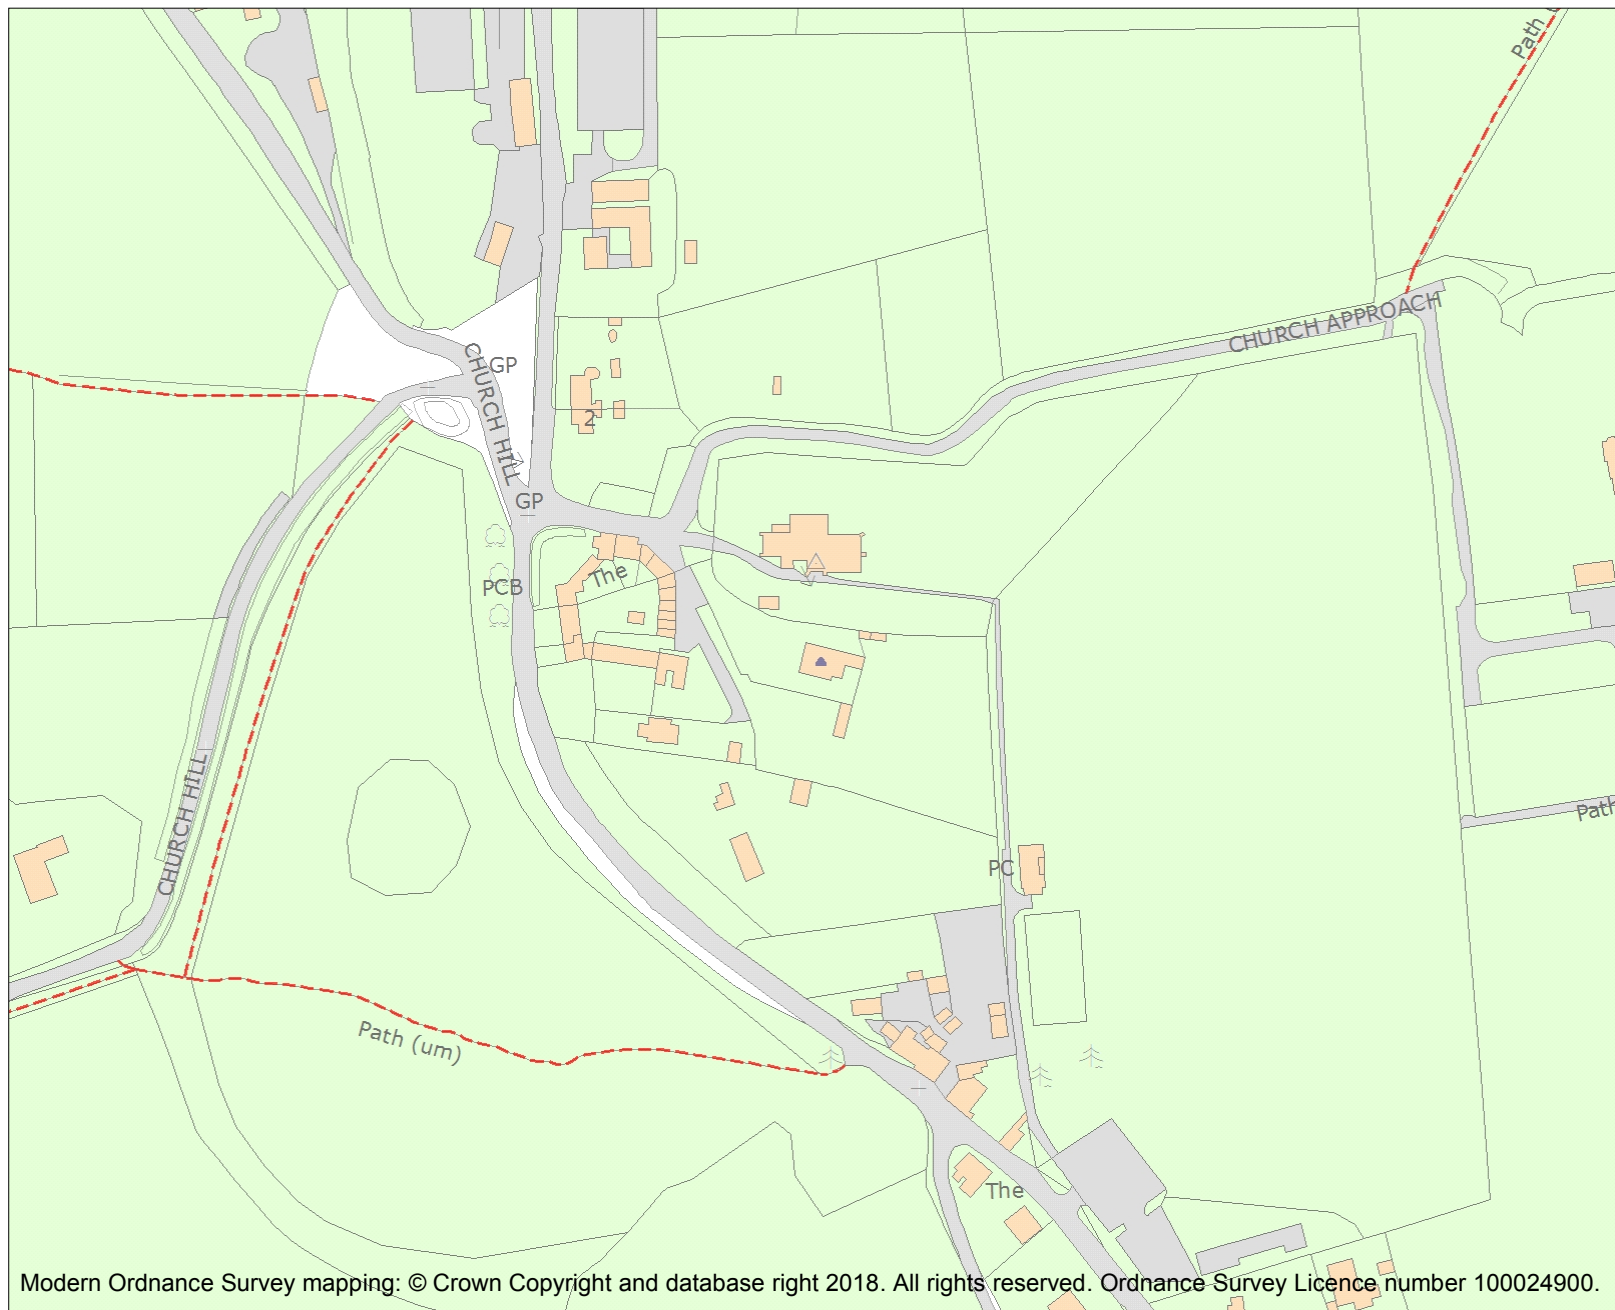 Path
CHURCH APPROACH
GP
CHURCH HILL
2
GP
The
PCB
CHURCH HILL
Path
PC
Path (um)
The
Modern Ordnance Survey mapping: © Crown Copyright and database right 2018. All rights reserved. Ordnance Survey Licence number 100024900.